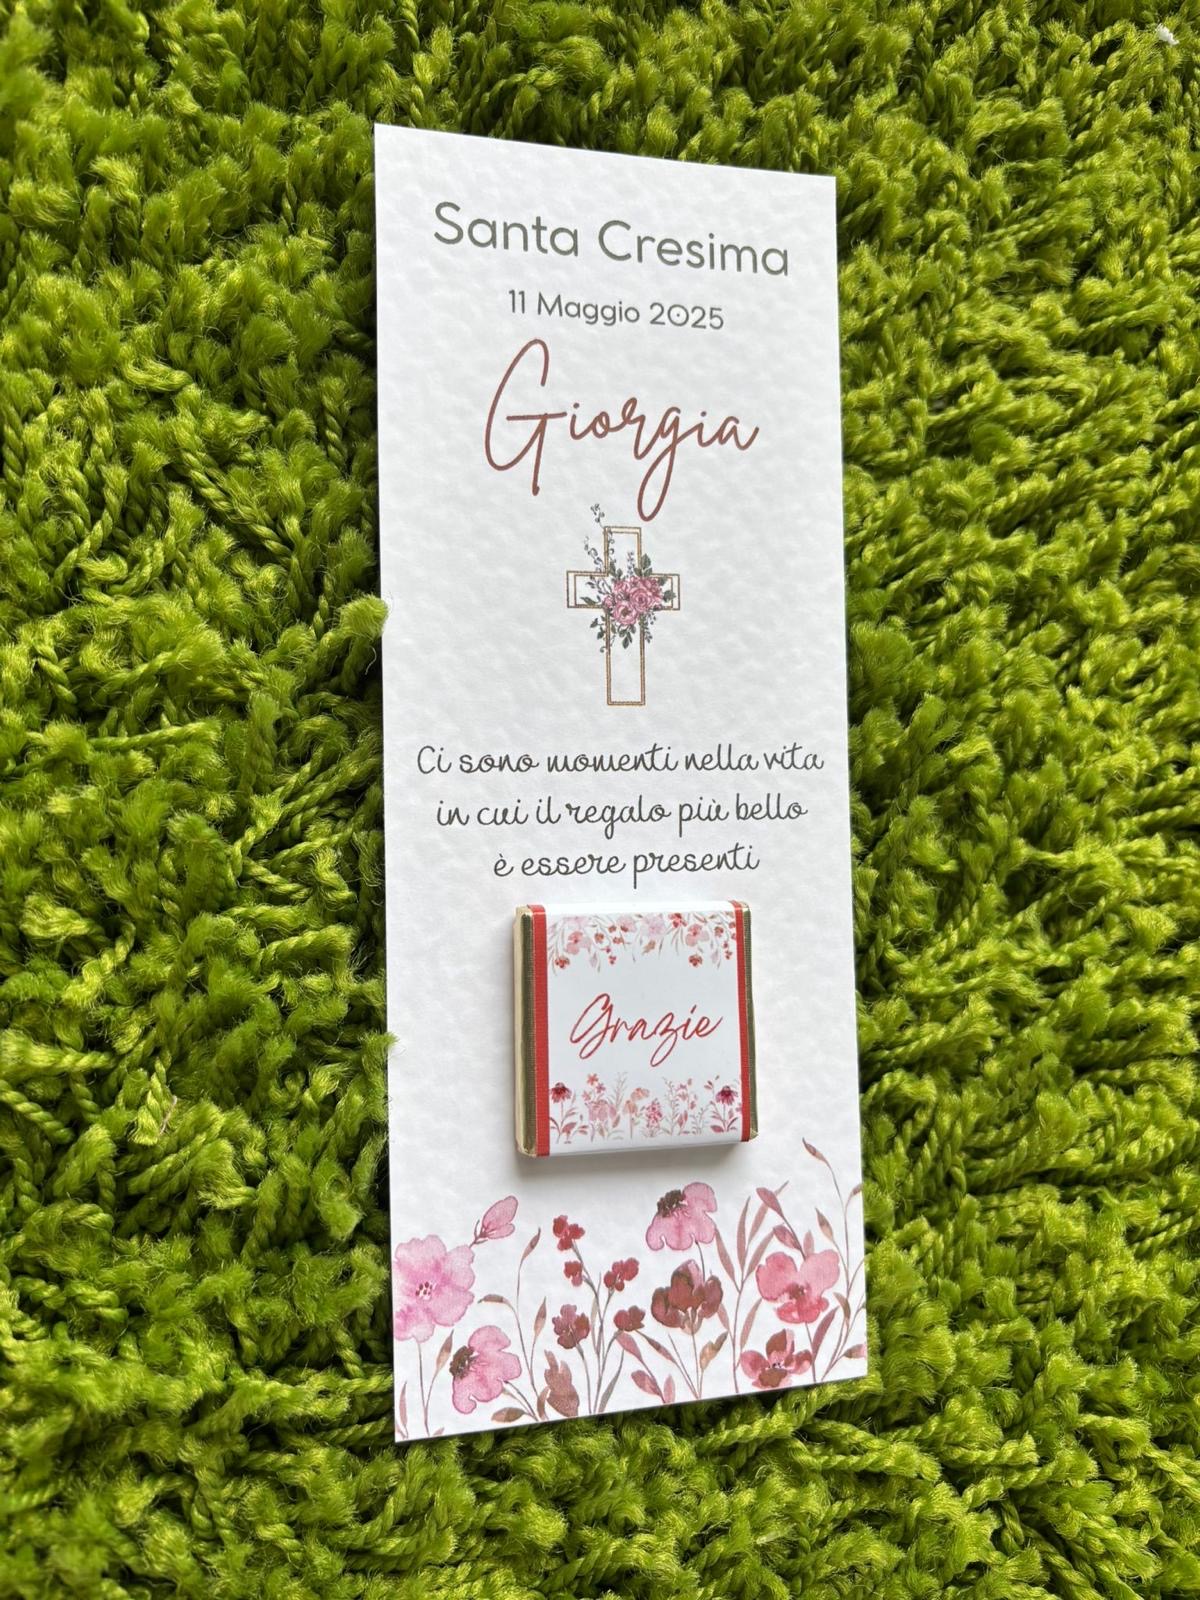 Santa Cresima
11 Maggio 2025
Giorgia
Ci sono momenti nella vita
in cui il regalo più bello
è essere presenti
Grazie